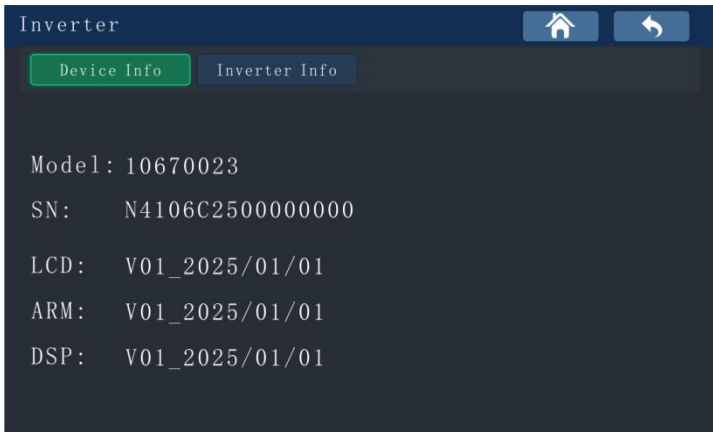 Inverter
Device Info Inverter Info
Model: 10670023
SN: N4106C2500000000
LCD: V01_2025/01/01
ARM: V01_2025/01/01
DSP: V01_2025/01/01